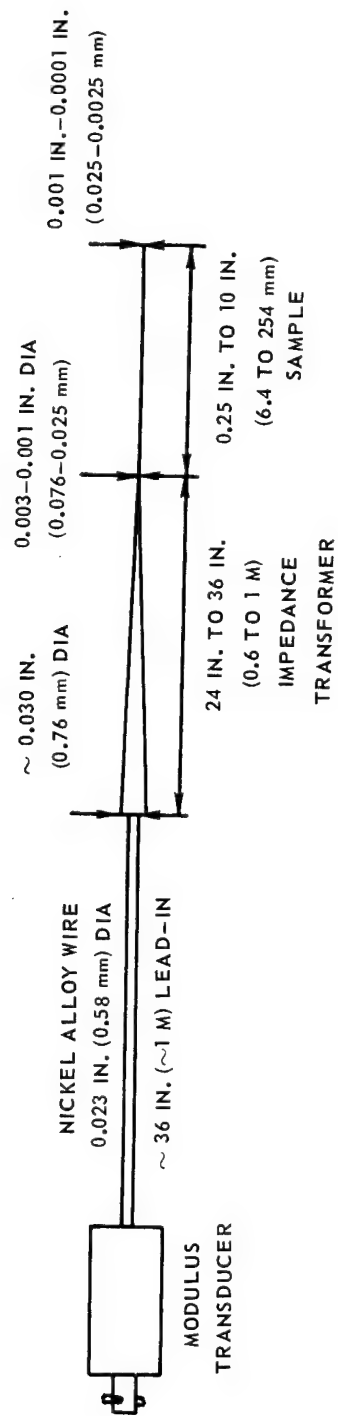 MODULUS
TRANSDUCER
NICKEL ALLOY WIRE
0.023 IN. (0.58 mm) DIA
~ 36 IN. (~1 M) LEAD-IN
~ 0.030 IN.
(0.76 mm) DIA
24 IN. TO 36 IN.
(0.6 TO 1 M)
IMPEDANCE
TRANSFORMER
0.003-0.001 IN. DIA
(0.076-0.025 mm)
0.25 IN. TO 10 IN.
(6.4 TO 254 mm)
SAMPLE
0.001 IN.-0.0001 IN.
(0.025-0.0025 mm)